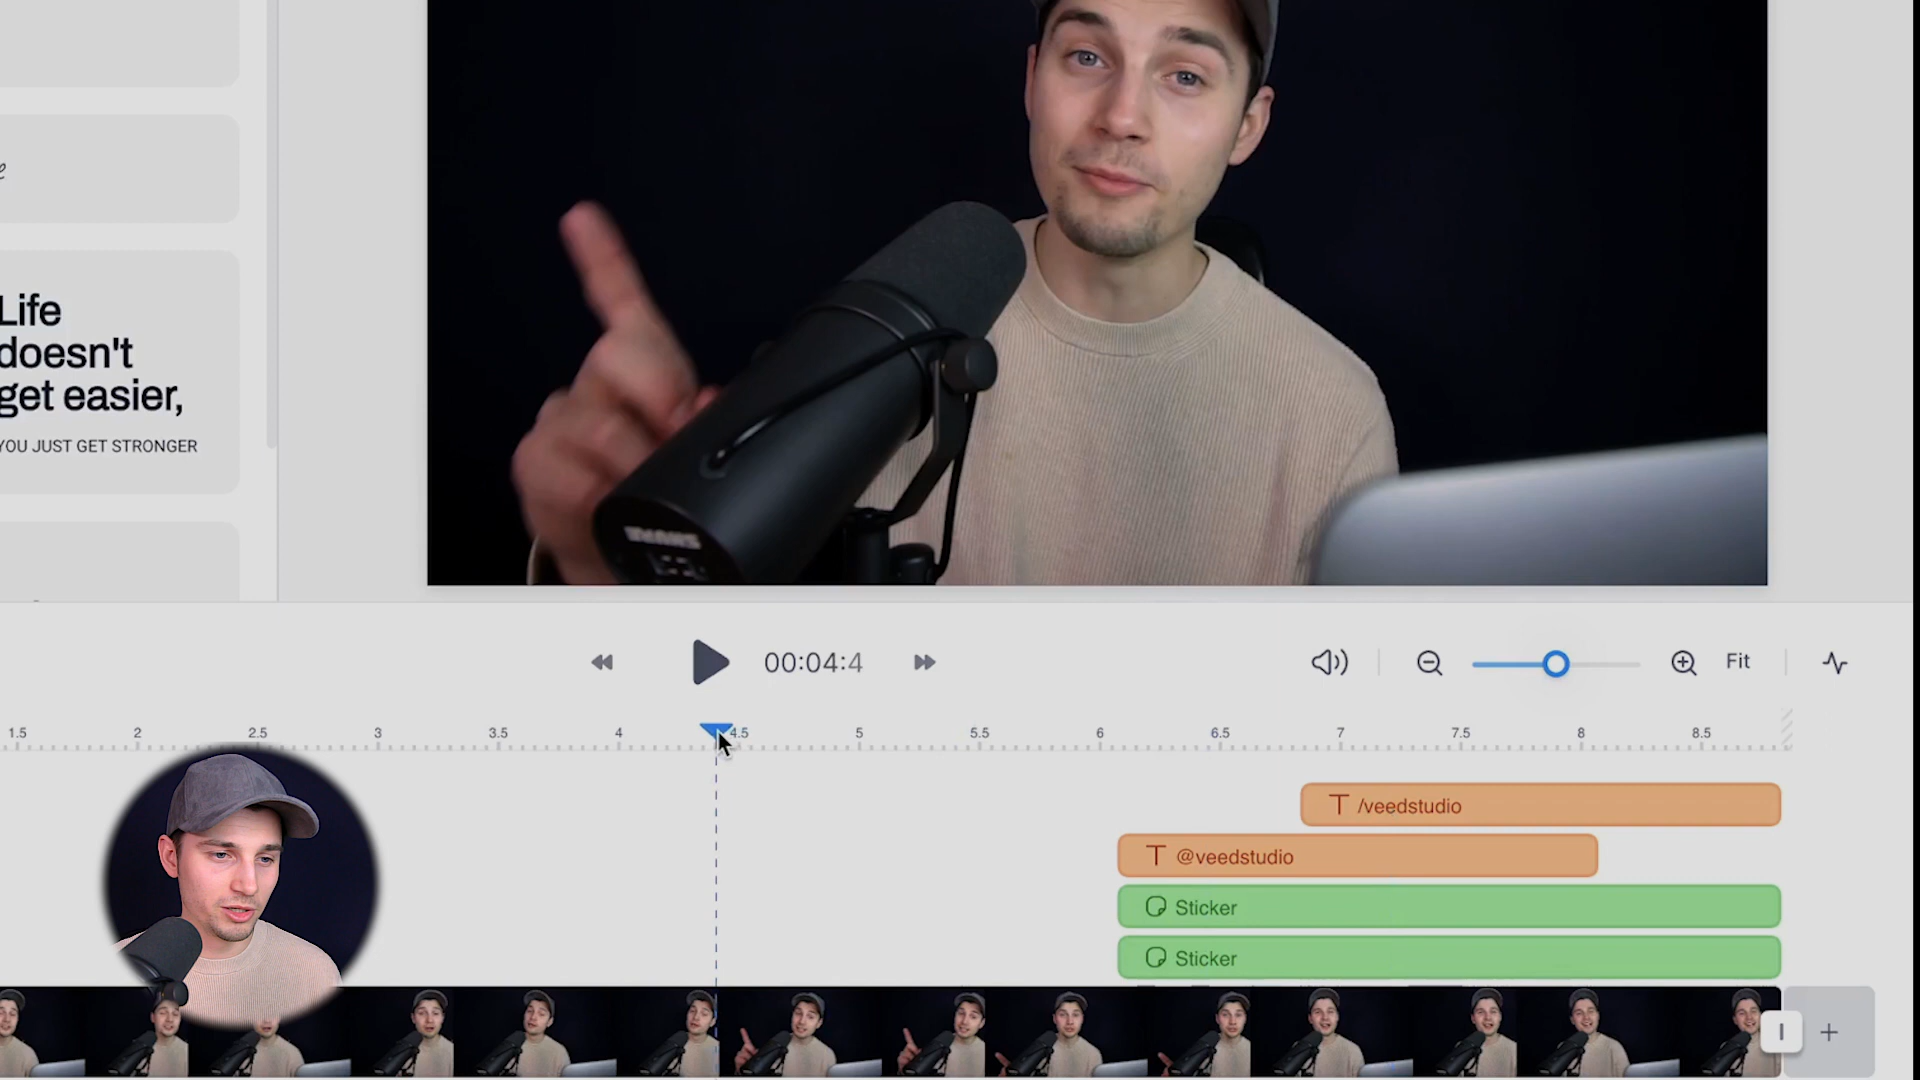 Life
doesn't
get easier,
YOU JUST GET STRONGER
00:04:4
Fit
1.5 2 2.5 3 3.5 4 4.5 5 5.5 6 6.5 7 7.5 8 8.5
/veedstudio
@veedstudio
Sticker
Sticker